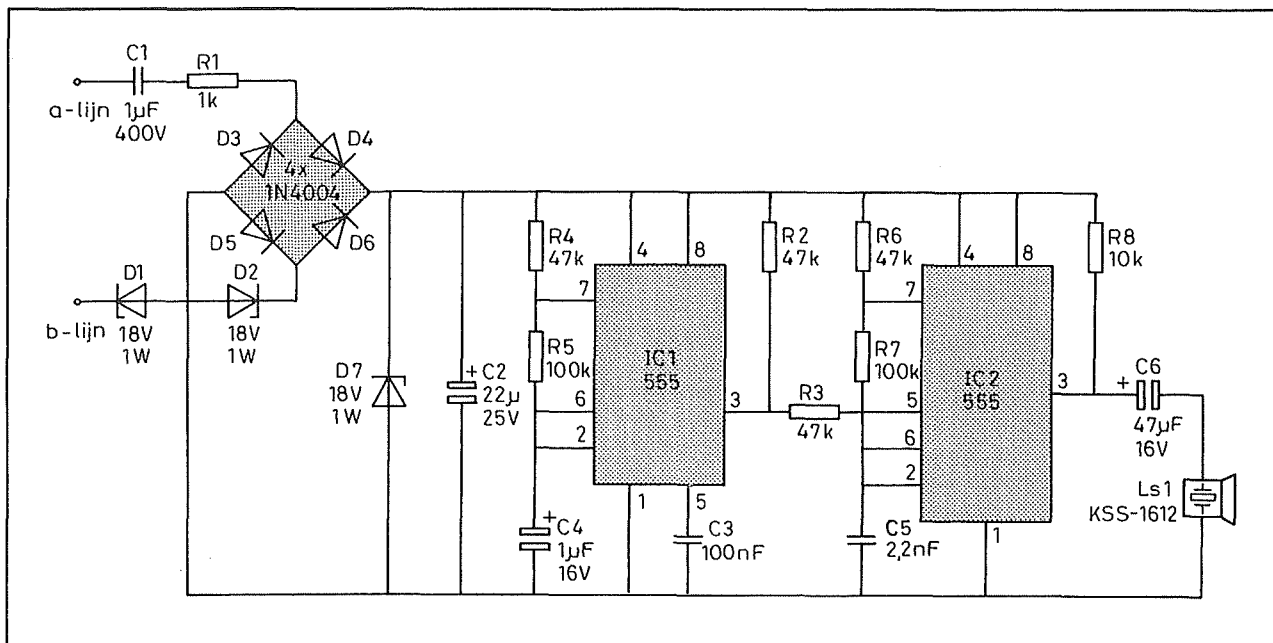 C1
1µF
400V
a-lijn
R1
1k
D3
D4
4x
1N4004
D5
D6
D1
18V
1W
b-lijn
D2
18V
1W
D7
18V
1W
+
C2
22µ
25V
R4
47k
R5
100k
7
6
2
4
8
IC1
555
3
1
5
+
C4
1µF
16V
C3
100nF
R2
47k
R3
47k
R6
47k
R7
100k
7
5
6
2
4
8
IC2
555
3
1
C5
2,2nF
R8
10k
+
C6
47µF
16V
Ls1
KSS-1612